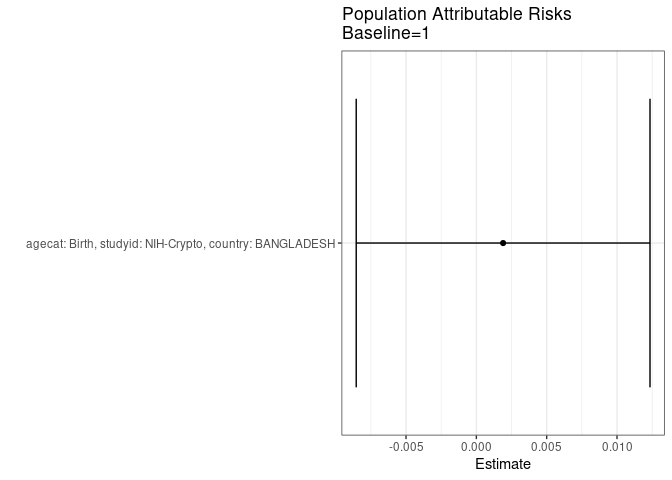 Population Attributable Risks
Baseline=1
agecat: Birth, studyid: NIH-Crypto, country: BANGLADESH
-0.005 0.000 0.005 0.010
Estimate